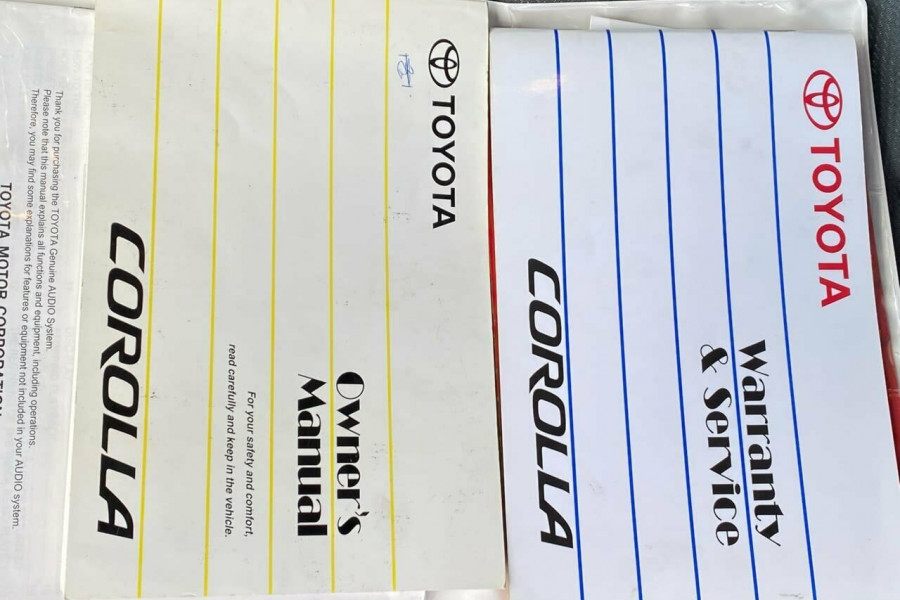 TOYOTA
Warranty
& Service
COROLLA
TOYOTA
Owner's
Manual
For your safety and comfort,
read carefully and keep in the vehicle.
COROLLA
Thank you for purchasing the TOYOTA Genuine AUDIO System.
Please note that this manual explains all functions and equipment, including operations.
Therefore, you may find some explanations for features or equipment not included in your AUDIO system.
TOYOTA MOTOR CORPORATION